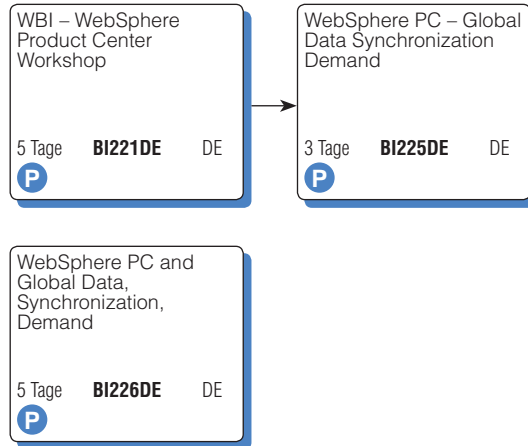 WBI – WebSphere
Product Center
Workshop
5 Tage BI221DE DE
P
WebSphere PC – Global
Data Synchronization
Demand
3 Tage BI225DE DE
P
WebSphere PC and
Global Data,
Synchronization,
Demand
5 Tage BI226DE DE
P